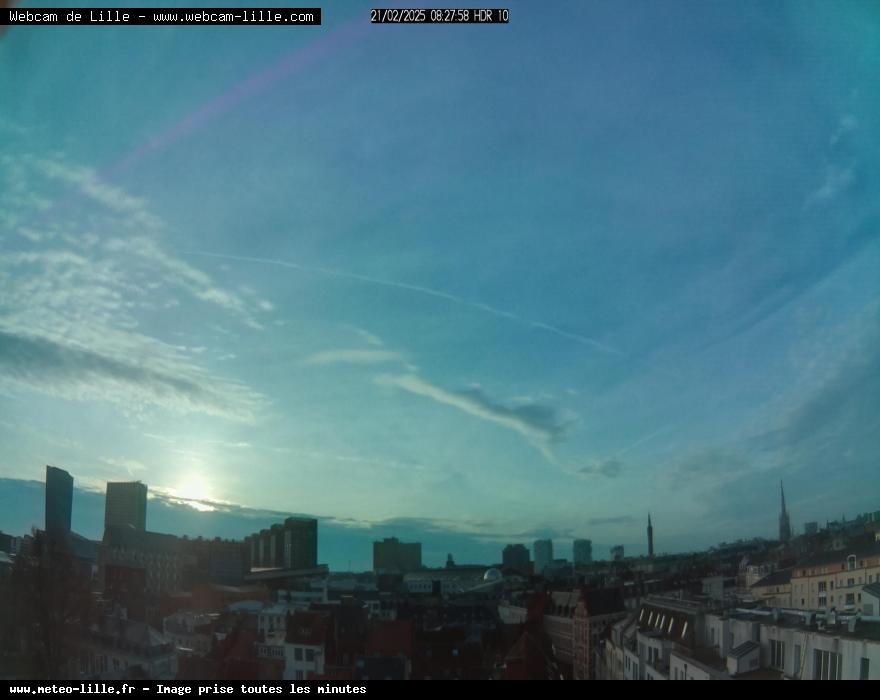 Webcam de Lille - www.webcam-lille.com
21/02/2025 08:27:58 HDR 10
www.meteo-lille.fr - Image prise toutes les minutes